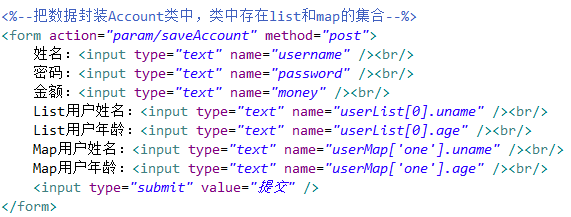 <%--把数据封装Account类中，类中存在list和map的集合--%>
<form action="param/saveAccount" method="post">
姓名：<input type="text" name="username" /><br/>
密码：<input type="text" name="password" /><br/>
金额：<input type="text" name="money" /><br/>
List用户姓名：<input type="text" name="userList[0].uname" /><br/>
List用户年龄：<input type="text" name="userList[0].age" /><br/>
Map用户姓名：<input type="text" name="userMap['one'].uname" /><br/>
Map用户年龄：<input type="text" name="userMap['one'].age" /><br/>
<input type="submit" value="提交" />
</form>